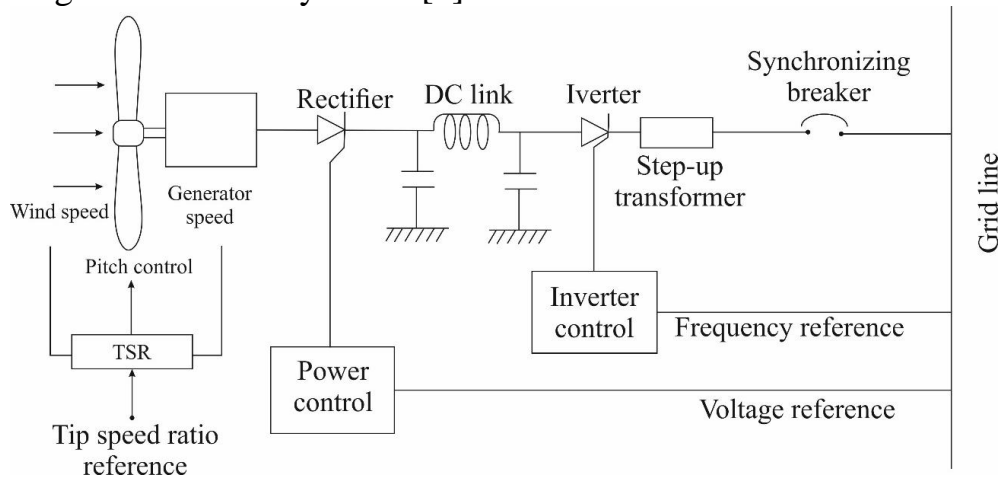 Rectifier
DC link
Iverter
Synchronizing
breaker
Step-up
transformer
Wind speed
Generator
speed
Grid line
Pitch control
TSR
Inverter
control
Frequency reference
Power
control
Voltage reference
Tip speed ratio
reference